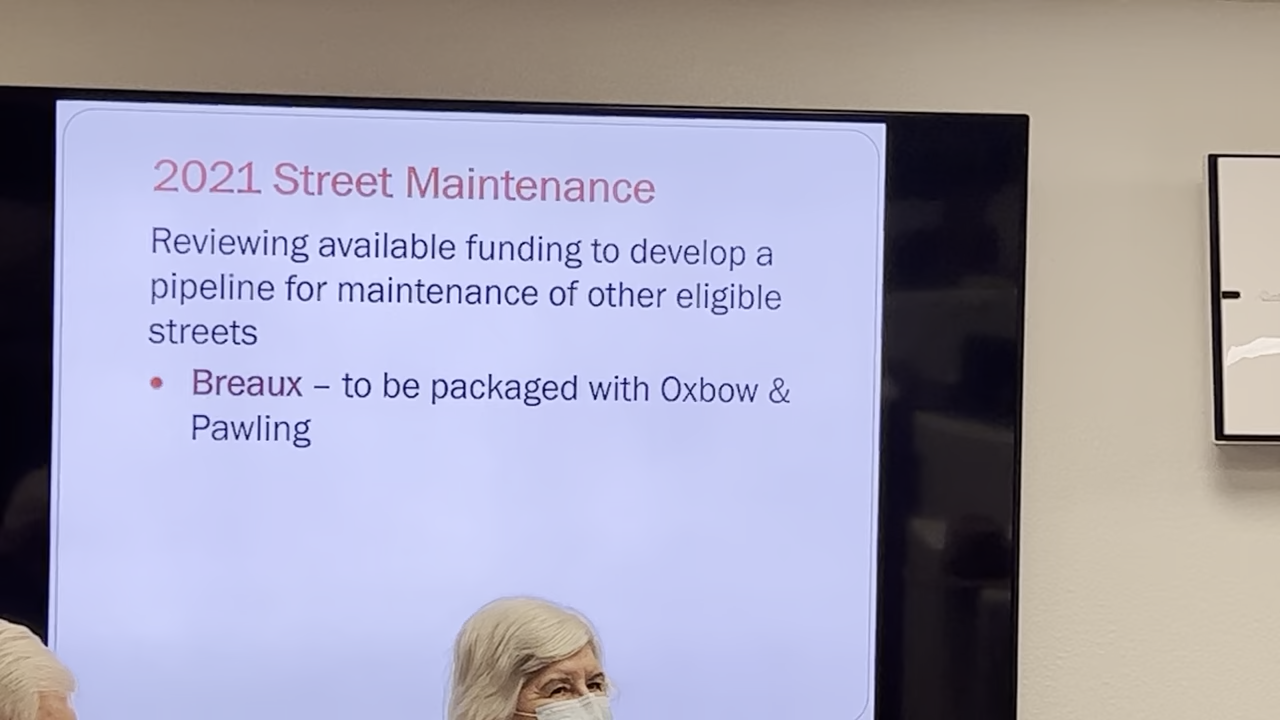 2021 Street Maintenance
Reviewing available funding to develop a
pipeline for maintenance of other eligible
streets
• Breaux – to be packaged with Oxbow &
Pawling